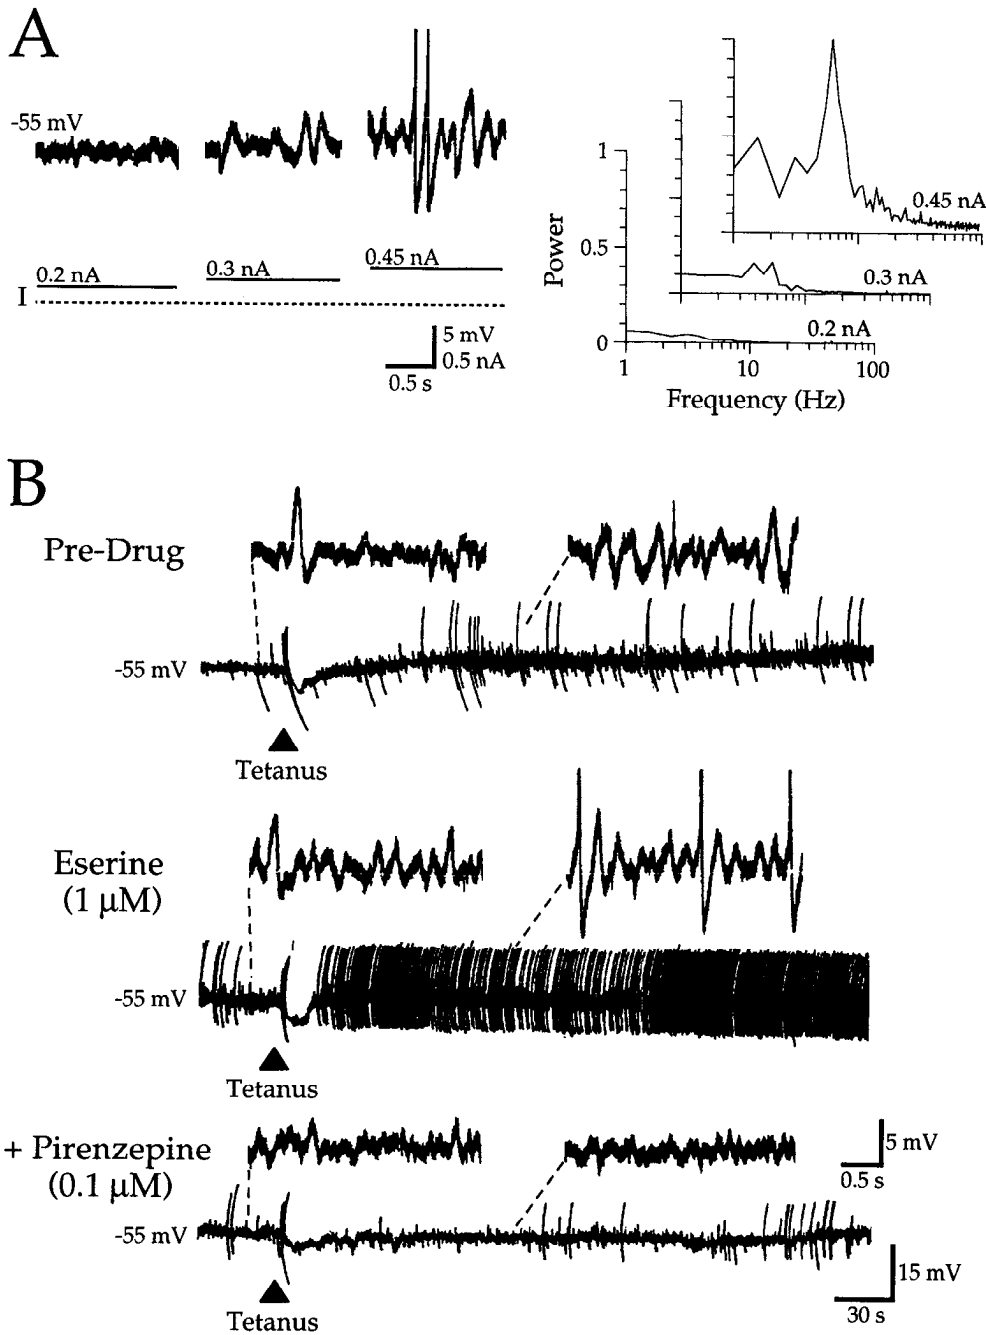 A
-55 mV
0.2 nA
0.3 nA
0.45 nA
I
5 mV
0.5 nA
0.5 s
Power
1
0.5
0
0.45 nA
0.3 nA
0.2 nA
1
10
100
Frequency (Hz)
B
Pre-Drug
-55 mV
Tetanus
Eserine
(1 µM)
-55 mV
Tetanus
+ Pirenzepine
(0.1 µM)
5 mV
0.5 s
-55 mV
15 mV
30 s
Tetanus